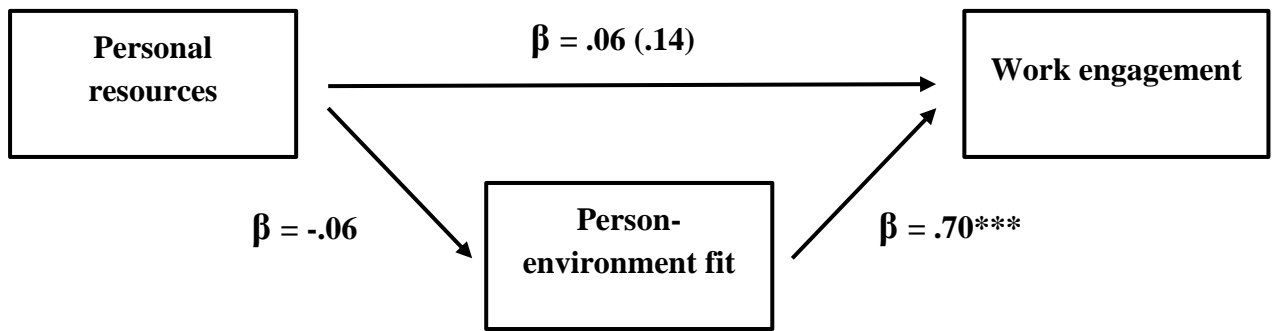 Personal
resources
β = .06 (.14)
Work engagement
β = -.06
Person-
environment fit
β = .70***